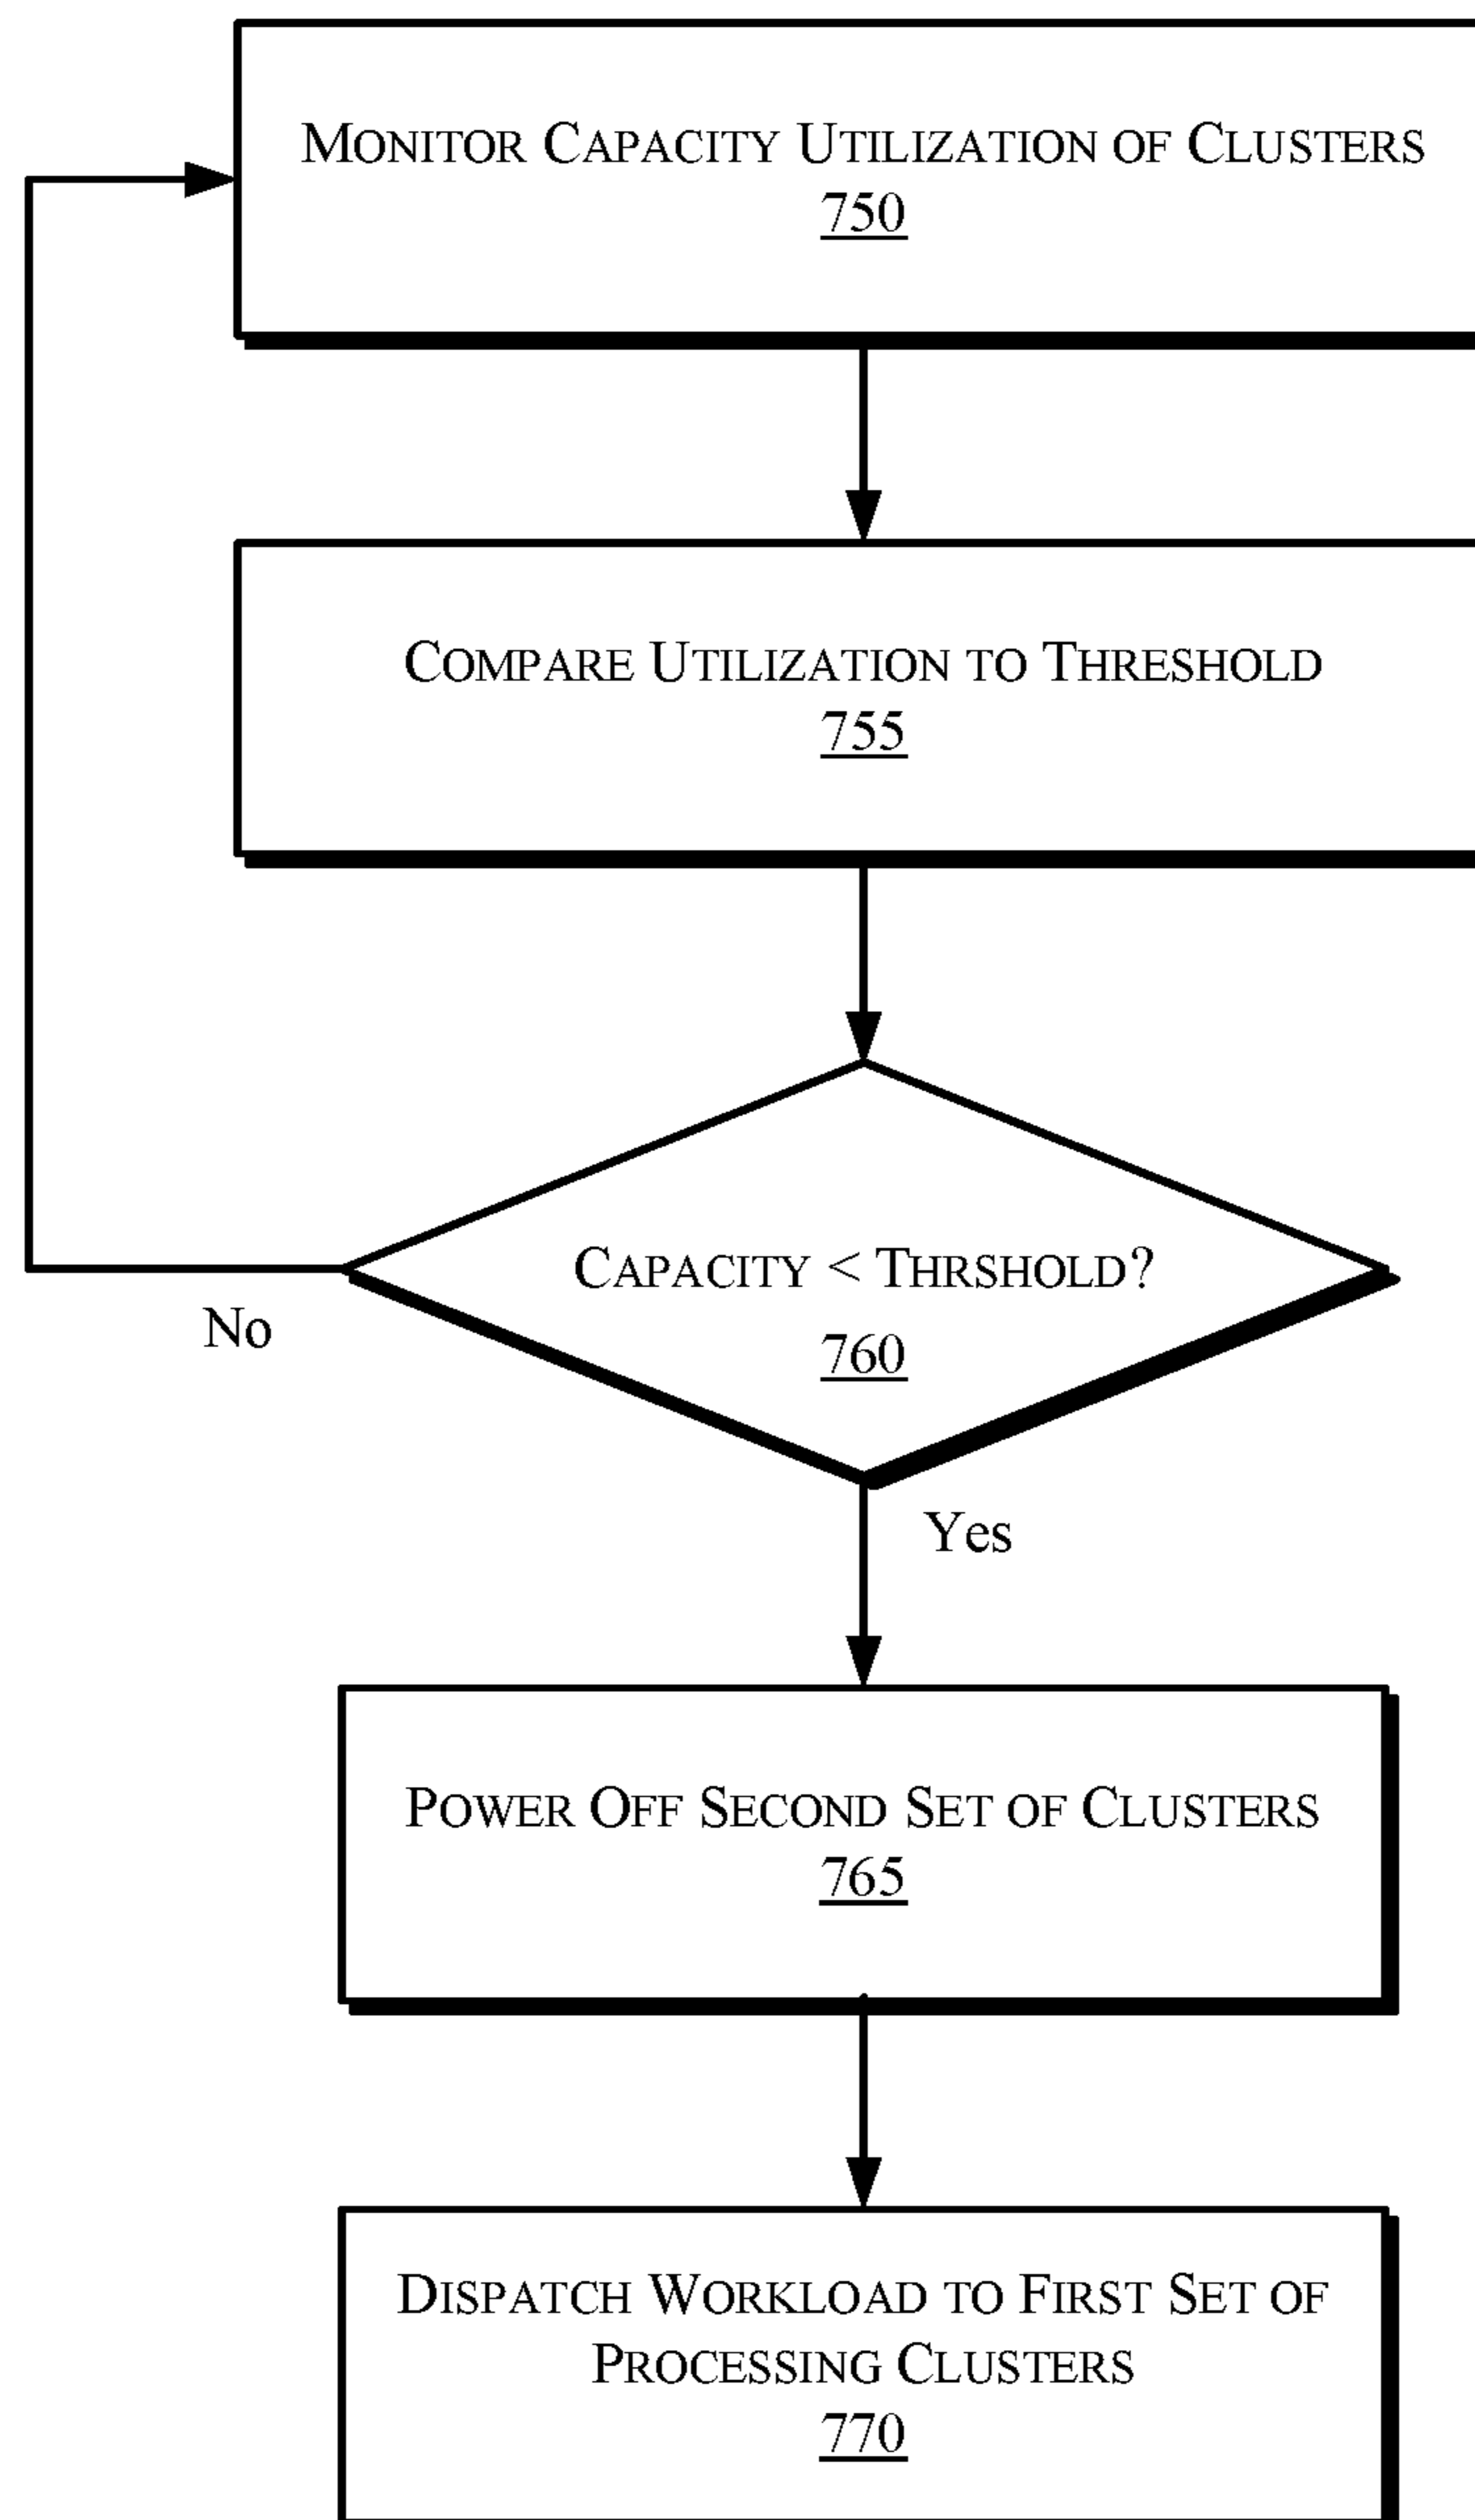 Monitor Capacity Utilization of Clusters
750
Compare Utilization to Threshold
755
Capacity < Thrshold?
760
No
Yes
Power Off Second Set of Clusters
765
Dispatch Workload to First Set of
Processing Clusters
770